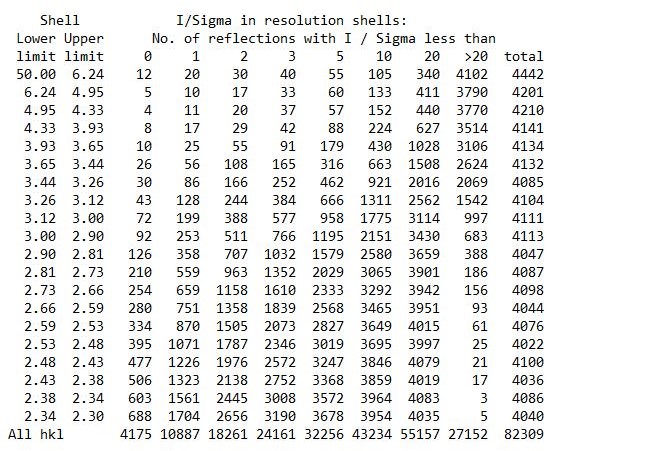 Shell I/Sigma in resolution shells:
Lower Upper No. of reflections with I / Sigma less than
limit limit 0 1 2 3 5 10 20 >20 total
50.00 6.24 12 20 30 40 55 105 340 4102 4442
6.24 4.95 5 10 17 33 60 133 411 3790 4201
4.95 4.33 4 11 20 37 57 152 440 3770 4210
4.33 3.93 8 17 29 42 88 224 627 3514 4141
3.93 3.65 10 25 55 91 179 430 1028 3106 4134
3.65 3.44 26 56 108 165 316 663 1508 2624 4132
3.44 3.26 30 86 166 252 462 921 2016 2069 4085
3.26 3.12 43 128 244 384 666 1311 2562 1542 4104
3.12 3.00 72 199 388 577 958 1775 3114 997 4111
3.00 2.90 92 253 511 766 1195 2151 3430 683 4113
2.90 2.81 126 358 707 1032 1579 2580 3659 388 4047
2.81 2.73 210 559 963 1352 2029 3065 3901 186 4087
2.73 2.66 254 659 1158 1610 2333 3292 3942 156 4098
2.66 2.59 280 751 1358 1839 2568 3465 3951 93 4044
2.59 2.53 334 870 1505 2073 2827 3649 4015 61 4076
2.53 2.48 395 1071 1787 2346 3019 3695 3997 25 4022
2.48 2.43 477 1226 1976 2572 3247 3846 4079 21 4100
2.43 2.38 506 1323 2138 2752 3368 3859 4019 17 4036
2.38 2.34 603 1561 2445 3008 3572 3964 4083 3 4086
2.34 2.30 688 1704 2656 3190 3678 3954 4035 5 4040
All hkl 4175 10887 18261 24161 32256 43234 55157 27152 82309